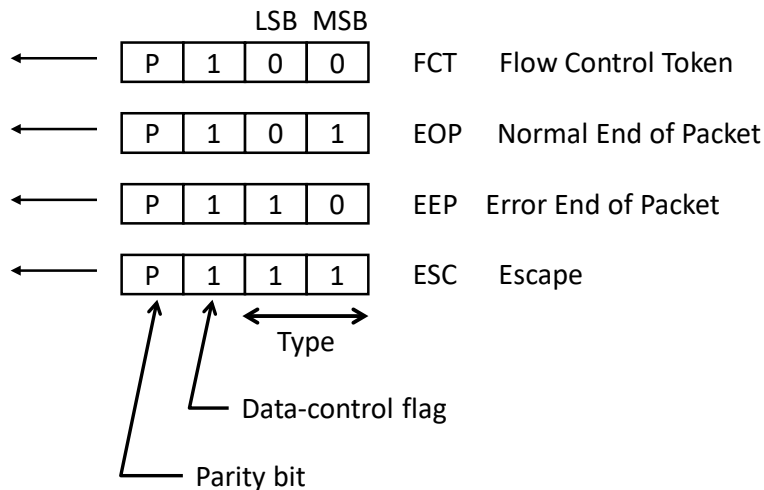 LSB MSB
P 1 0 0 FCT Flow Control Token
P 1 0 1 EOP Normal End of Packet
P 1 1 0 EEP Error End of Packet
P 1 1 1 ESC Escape
Type
Data-control flag
Parity bit